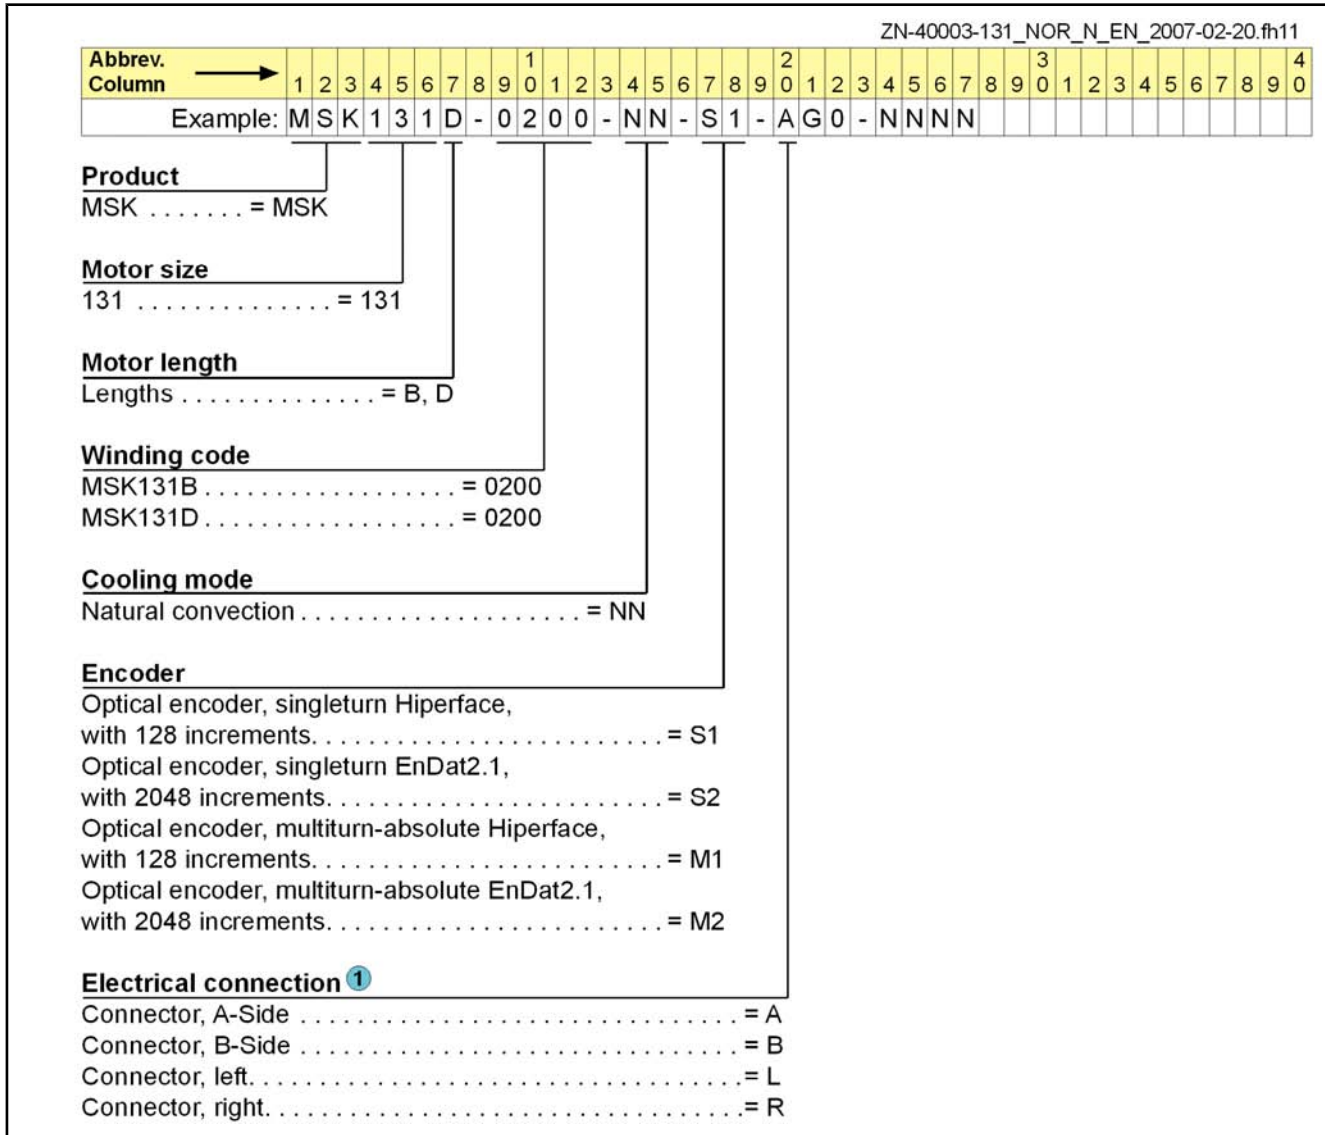 ZN-40003-131_NOR_N_EN_2007-02-20.fh11
Abbrev. 1 2 3 4
Column 1 2 3 4 5 6 7 8 9 0 1 2 3 4 5 6 7 8 9 0 1 2 3 4 5 6 7 8 9 0 1 2 3 4 5 6 7 8 9 0
Example: M S K 1 3 1 D - 0 2 0 0 - N N - S 1 - A G 0 - N N N N
Product
MSK . . . . . . . = MSK
Motor size
131 . . . . . . . . . . . . . . = 131
Motor length
Lengths . . . . . . . . . . . . . . = B, D
Winding code
MSK131B . . . . . . . . . . . . . . . . . . = 0200
MSK131D . . . . . . . . . . . . . . . . . . = 0200
Cooling mode
Natural convection . . . . . . . . . . . . . . . . . . . . = NN
Encoder
Optical encoder, singleturn Hiperface,
with 128 increments. . . . . . . . . . . . . . . . . . . . . . . . . = S1
Optical encoder, singleturn EnDat2.1,
with 2048 increments. . . . . . . . . . . . . . . . . . . . . . . . = S2
Optical encoder, multiturn-absolute Hiperface,
with 128 increments. . . . . . . . . . . . . . . . . . . . . . . . . = M1
Optical encoder, multiturn-absolute EnDat2.1,
with 2048 increments. . . . . . . . . . . . . . . . . . . . . . . . = M2
Electrical connection 1
Connector, A-Side . . . . . . . . . . . . . . . . . . . . . . . . . . . . . . . = A
Connector, B-Side . . . . . . . . . . . . . . . . . . . . . . . . . . . . . . . = B
Connector, left. . . . . . . . . . . . . . . . . . . . . . . . . . . . . . . . . . .= L
Connector, right. . . . . . . . . . . . . . . . . . . . . . . . . . . . . . . . . .= R